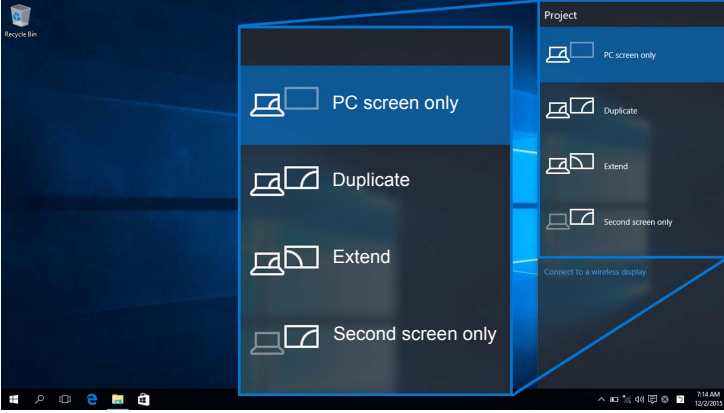 Recycle Bin
PC screen only
Duplicate
Extend
Second screen only
Project
PC screen only
Duplicate
Extend
Second screen only
Connect to a wireless display
7:14 AM
12/2/2015